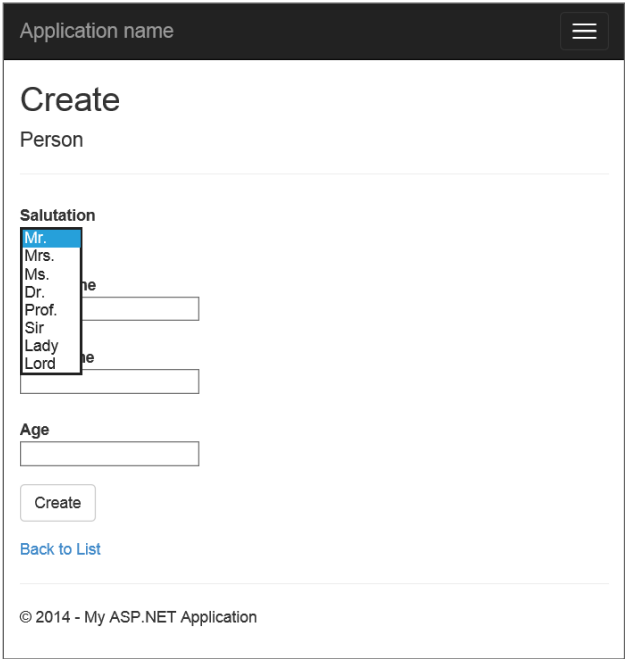 Application name
Create
Person
Salutation
Mr.
Mrs.
Ms.
Dr.
Prof.
Sir
Lady
Lord
Age
Create
Back to List
© 2014 - My ASP.NET Application